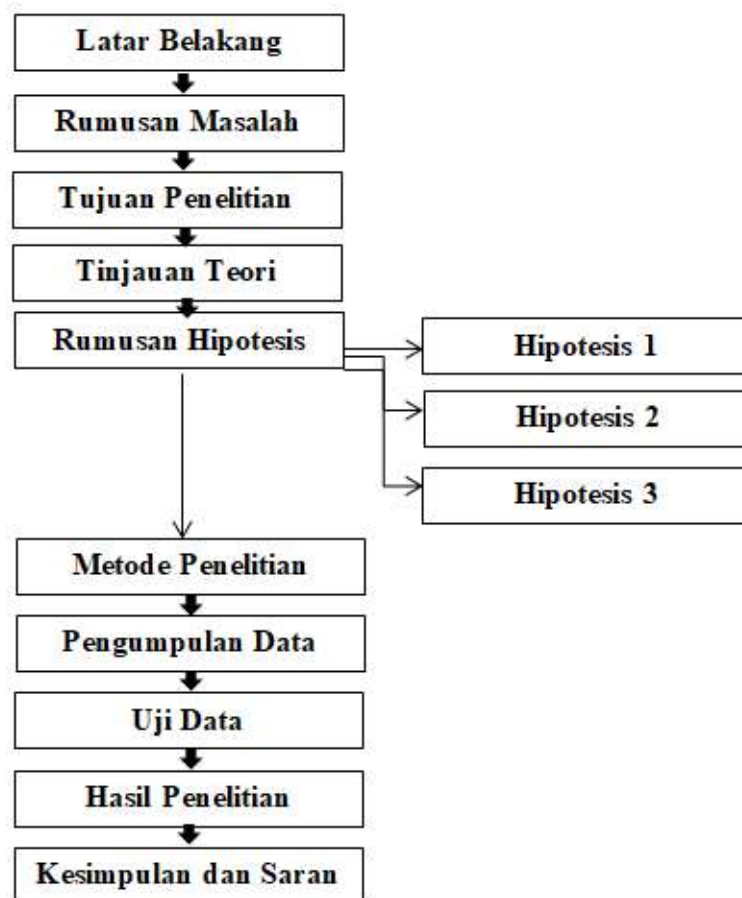 Latar Belakang
Rumusan Masalah
Tujuan Penelitian
Tinjauan Teori
Rumusan Hipotesis
Hipotesis 1
Hipotesis 2
Hipotesis 3
Metode Penelitian
Pengumpulan Data
Uji Data
Hasil Penelitian
Kesimpulan dan Saran